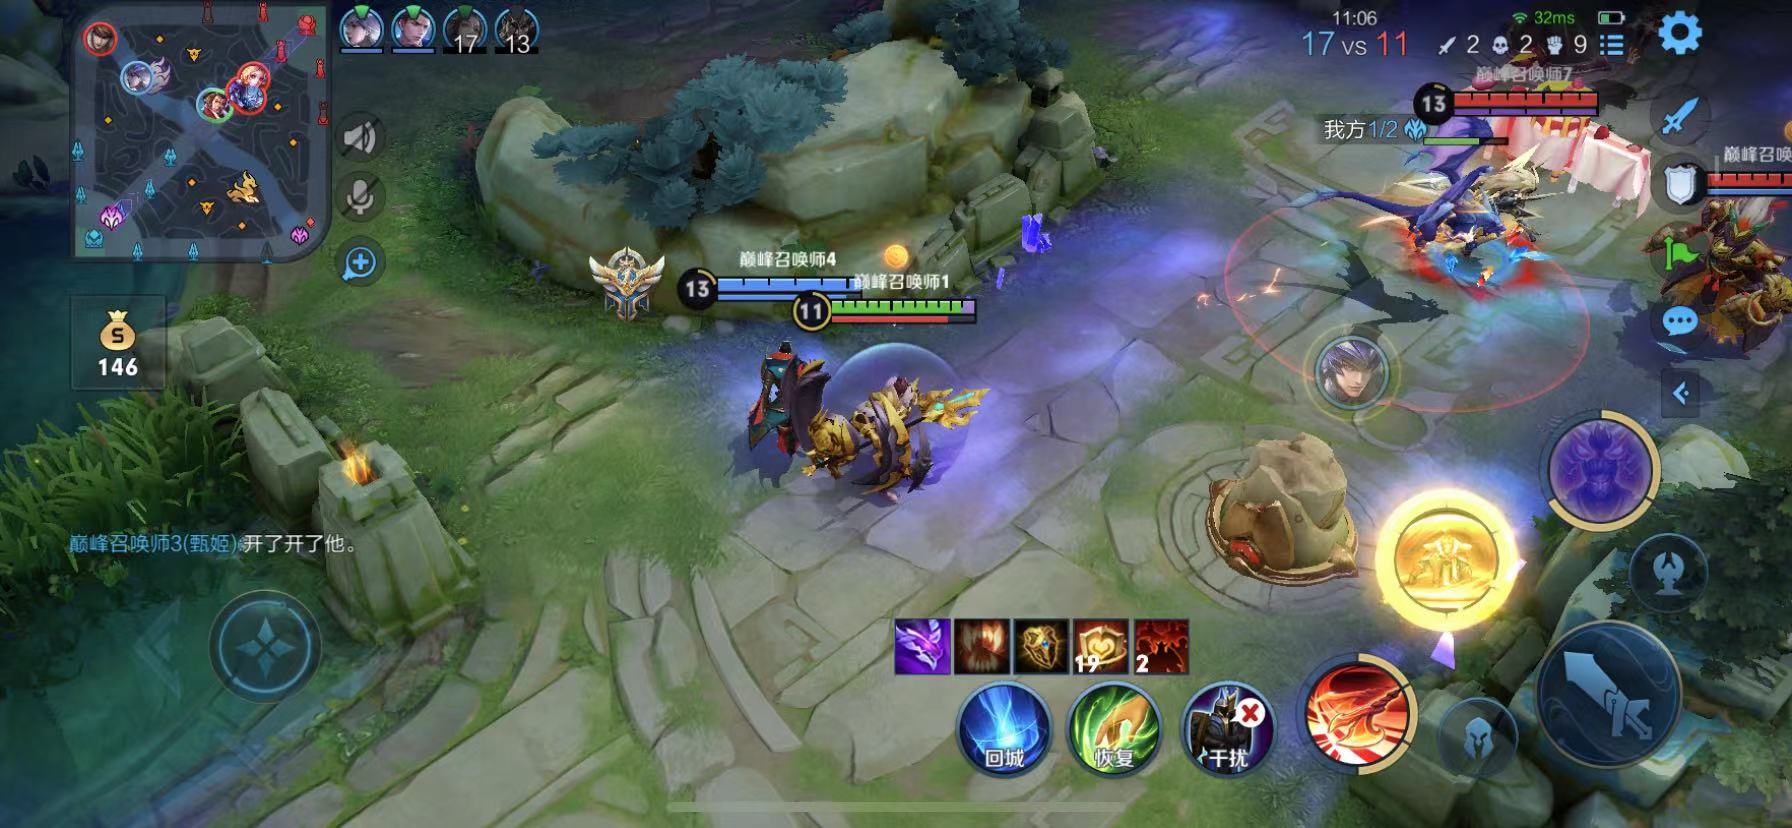 17
13
11:06
32ms
17 vs 11
2
2
9
巅峰召唤师7
13
我方1/2
巅峰召唤
巅峰召唤师4
13
巅峰召唤师1
11
S
146
巅峰召唤师3(甄姬):开了开了他。
19
2
回城
恢复
干扰